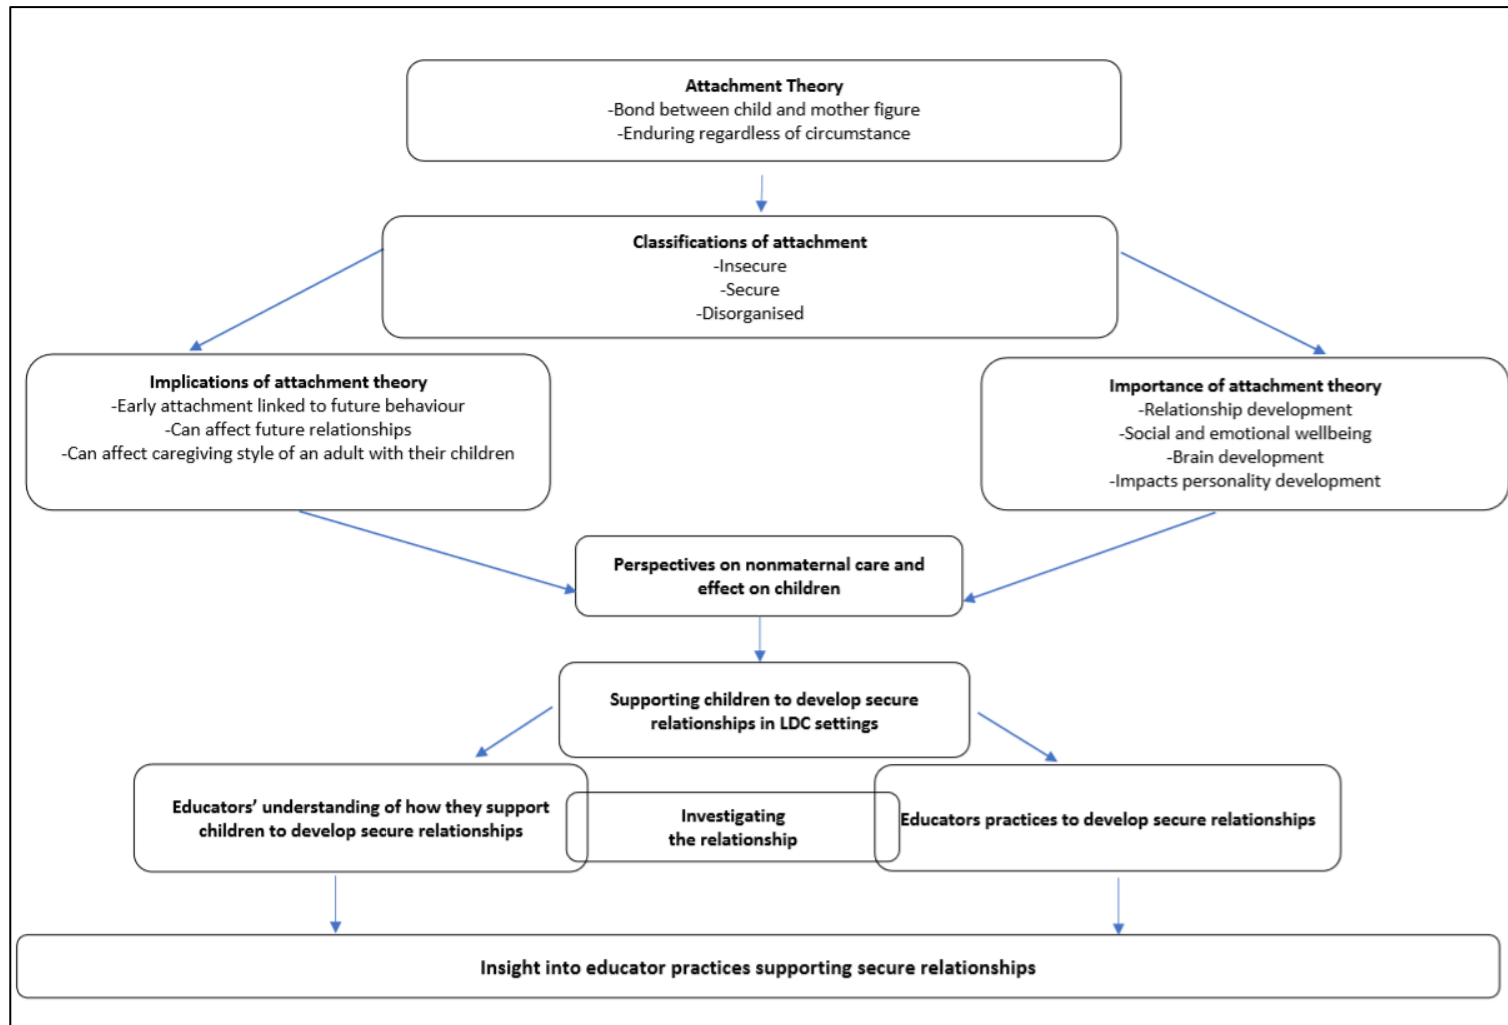 Attachment Theory
-Bond between child and mother figure
-Enduring regardless of circumstance
Classifications of attachment
-Insecure
-Secure
-Disorganised
Implications of attachment theory
-Early attachment linked to future behaviour
-Can affect future relationships
-Can affect caregiving style of an adult with their children
Importance of attachment theory
-Relationship development
-Social and emotional wellbeing
-Brain development
-Impacts personality development
Perspectives on nonmaternal care and
effect on children
Supporting children to develop secure
relationships in LDC settings
Educators’ understanding of how they support
children to develop secure relationships
Investigating
the relationship
Educators practices to develop secure relationships
Insight into educator practices supporting secure relationships